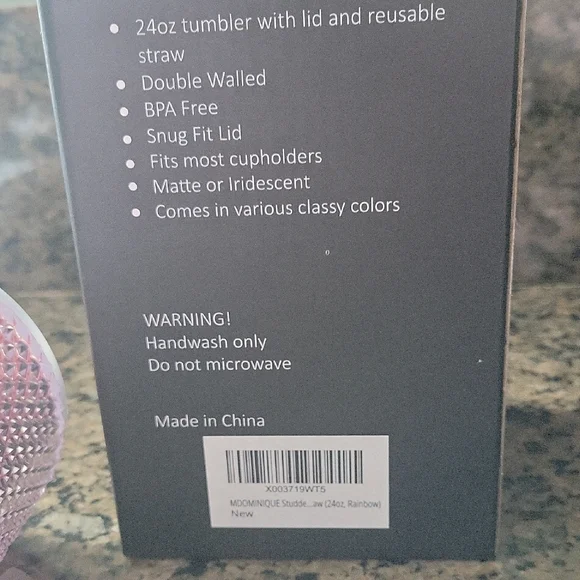 • 24oz tumbler with lid and reusable
straw
• Double Walled
• BPA Free
• Snug Fit Lid
• Fits most cupholders
• Matte or Iridescent
• Comes in various classy colors
0
WARNING!
Handwash only
Do not microwave
Made in China
X003719WT5
MDOMINIQUE Studde...aw (24oz, Rainbow)
New